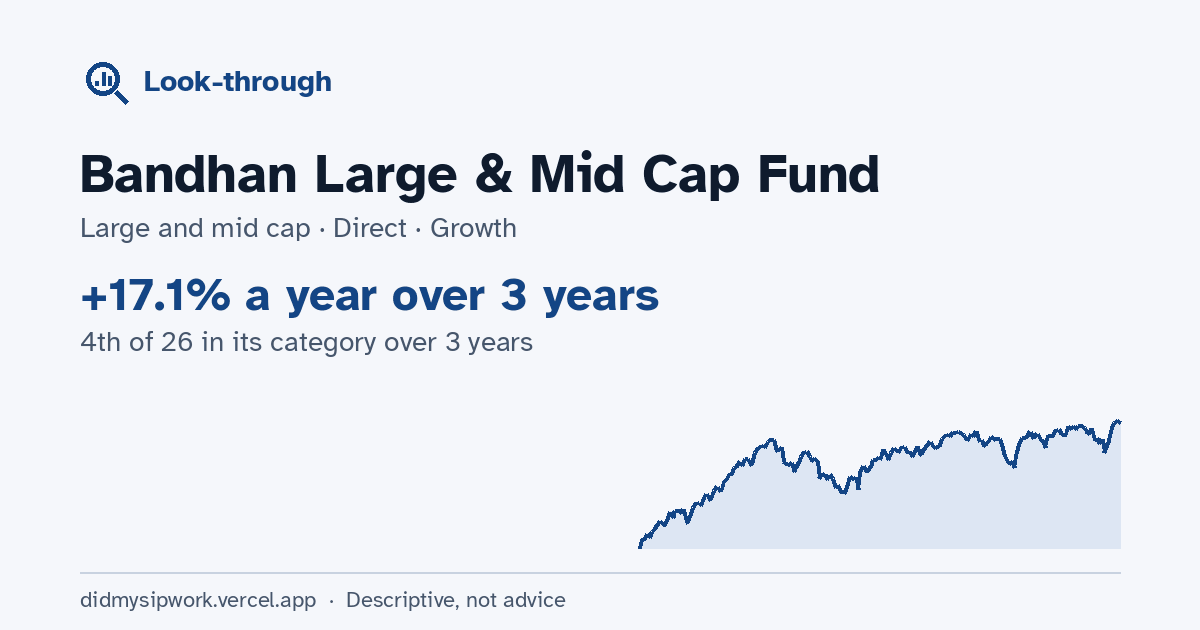 Look-through
Bandhan Large & Mid Cap Fund
Large and mid cap · Direct · Growth
+17.1% a year over 3 years
4th of 26 in its category over 3 years
didmysipwork.vercel.app · Descriptive, not advice